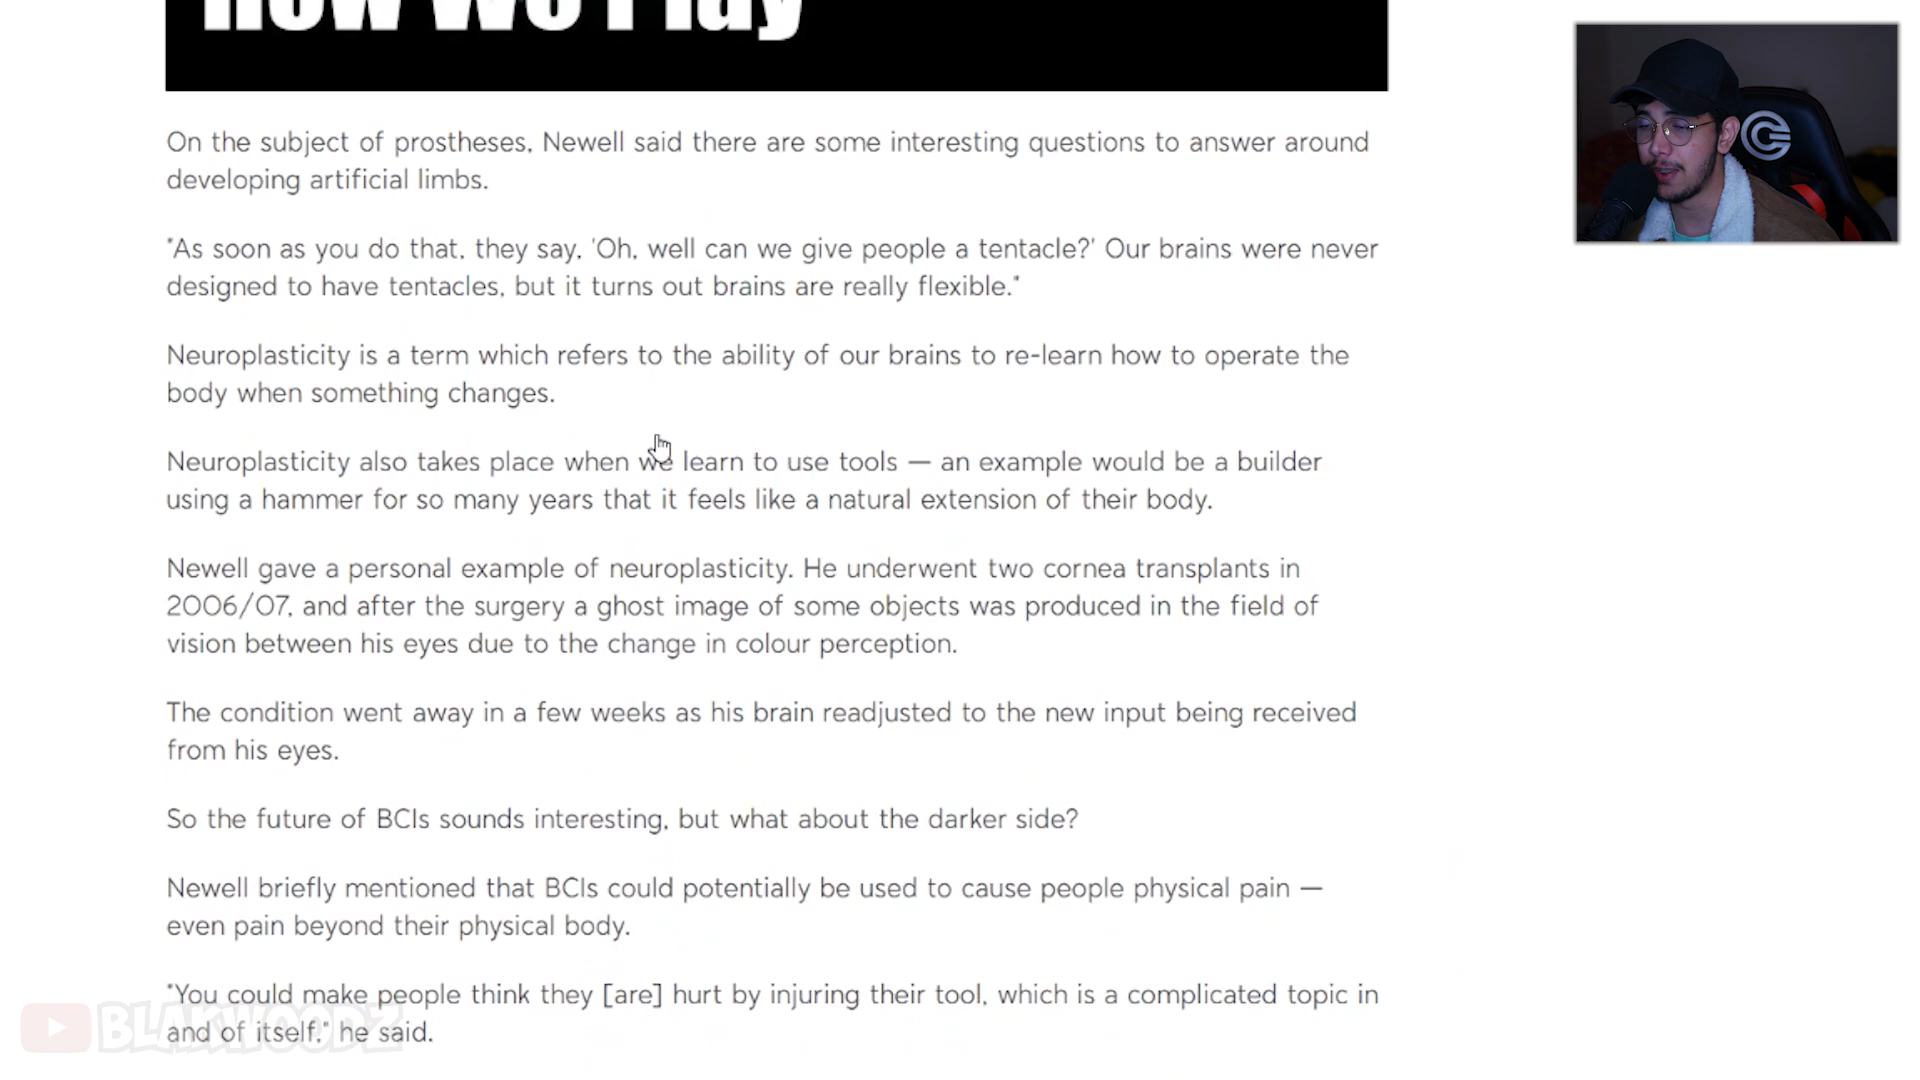 How We Play
On the subject of prostheses, Newell said there are some interesting questions to answer around
developing artificial limbs.
"As soon as you do that, they say, 'Oh, well can we give people a tentacle?' Our brains were never
designed to have tentacles, but it turns out brains are really flexible."
Neuroplasticity is a term which refers to the ability of our brains to re-learn how to operate the
body when something changes.
Neuroplasticity also takes place when we learn to use tools — an example would be a builder
using a hammer for so many years that it feels like a natural extension of their body.
Newell gave a personal example of neuroplasticity. He underwent two cornea transplants in
2006/07, and after the surgery a ghost image of some objects was produced in the field of
vision between his eyes due to the change in colour perception.
The condition went away in a few weeks as his brain readjusted to the new input being received
from his eyes.
So the future of BCIs sounds interesting, but what about the darker side?
Newell briefly mentioned that BCIs could potentially be used to cause people physical pain —
even pain beyond their physical body.
"You could make people think they [are] hurt by injuring their tool, which is a complicated topic in
and of itself," he said.
BLAKWOODZ